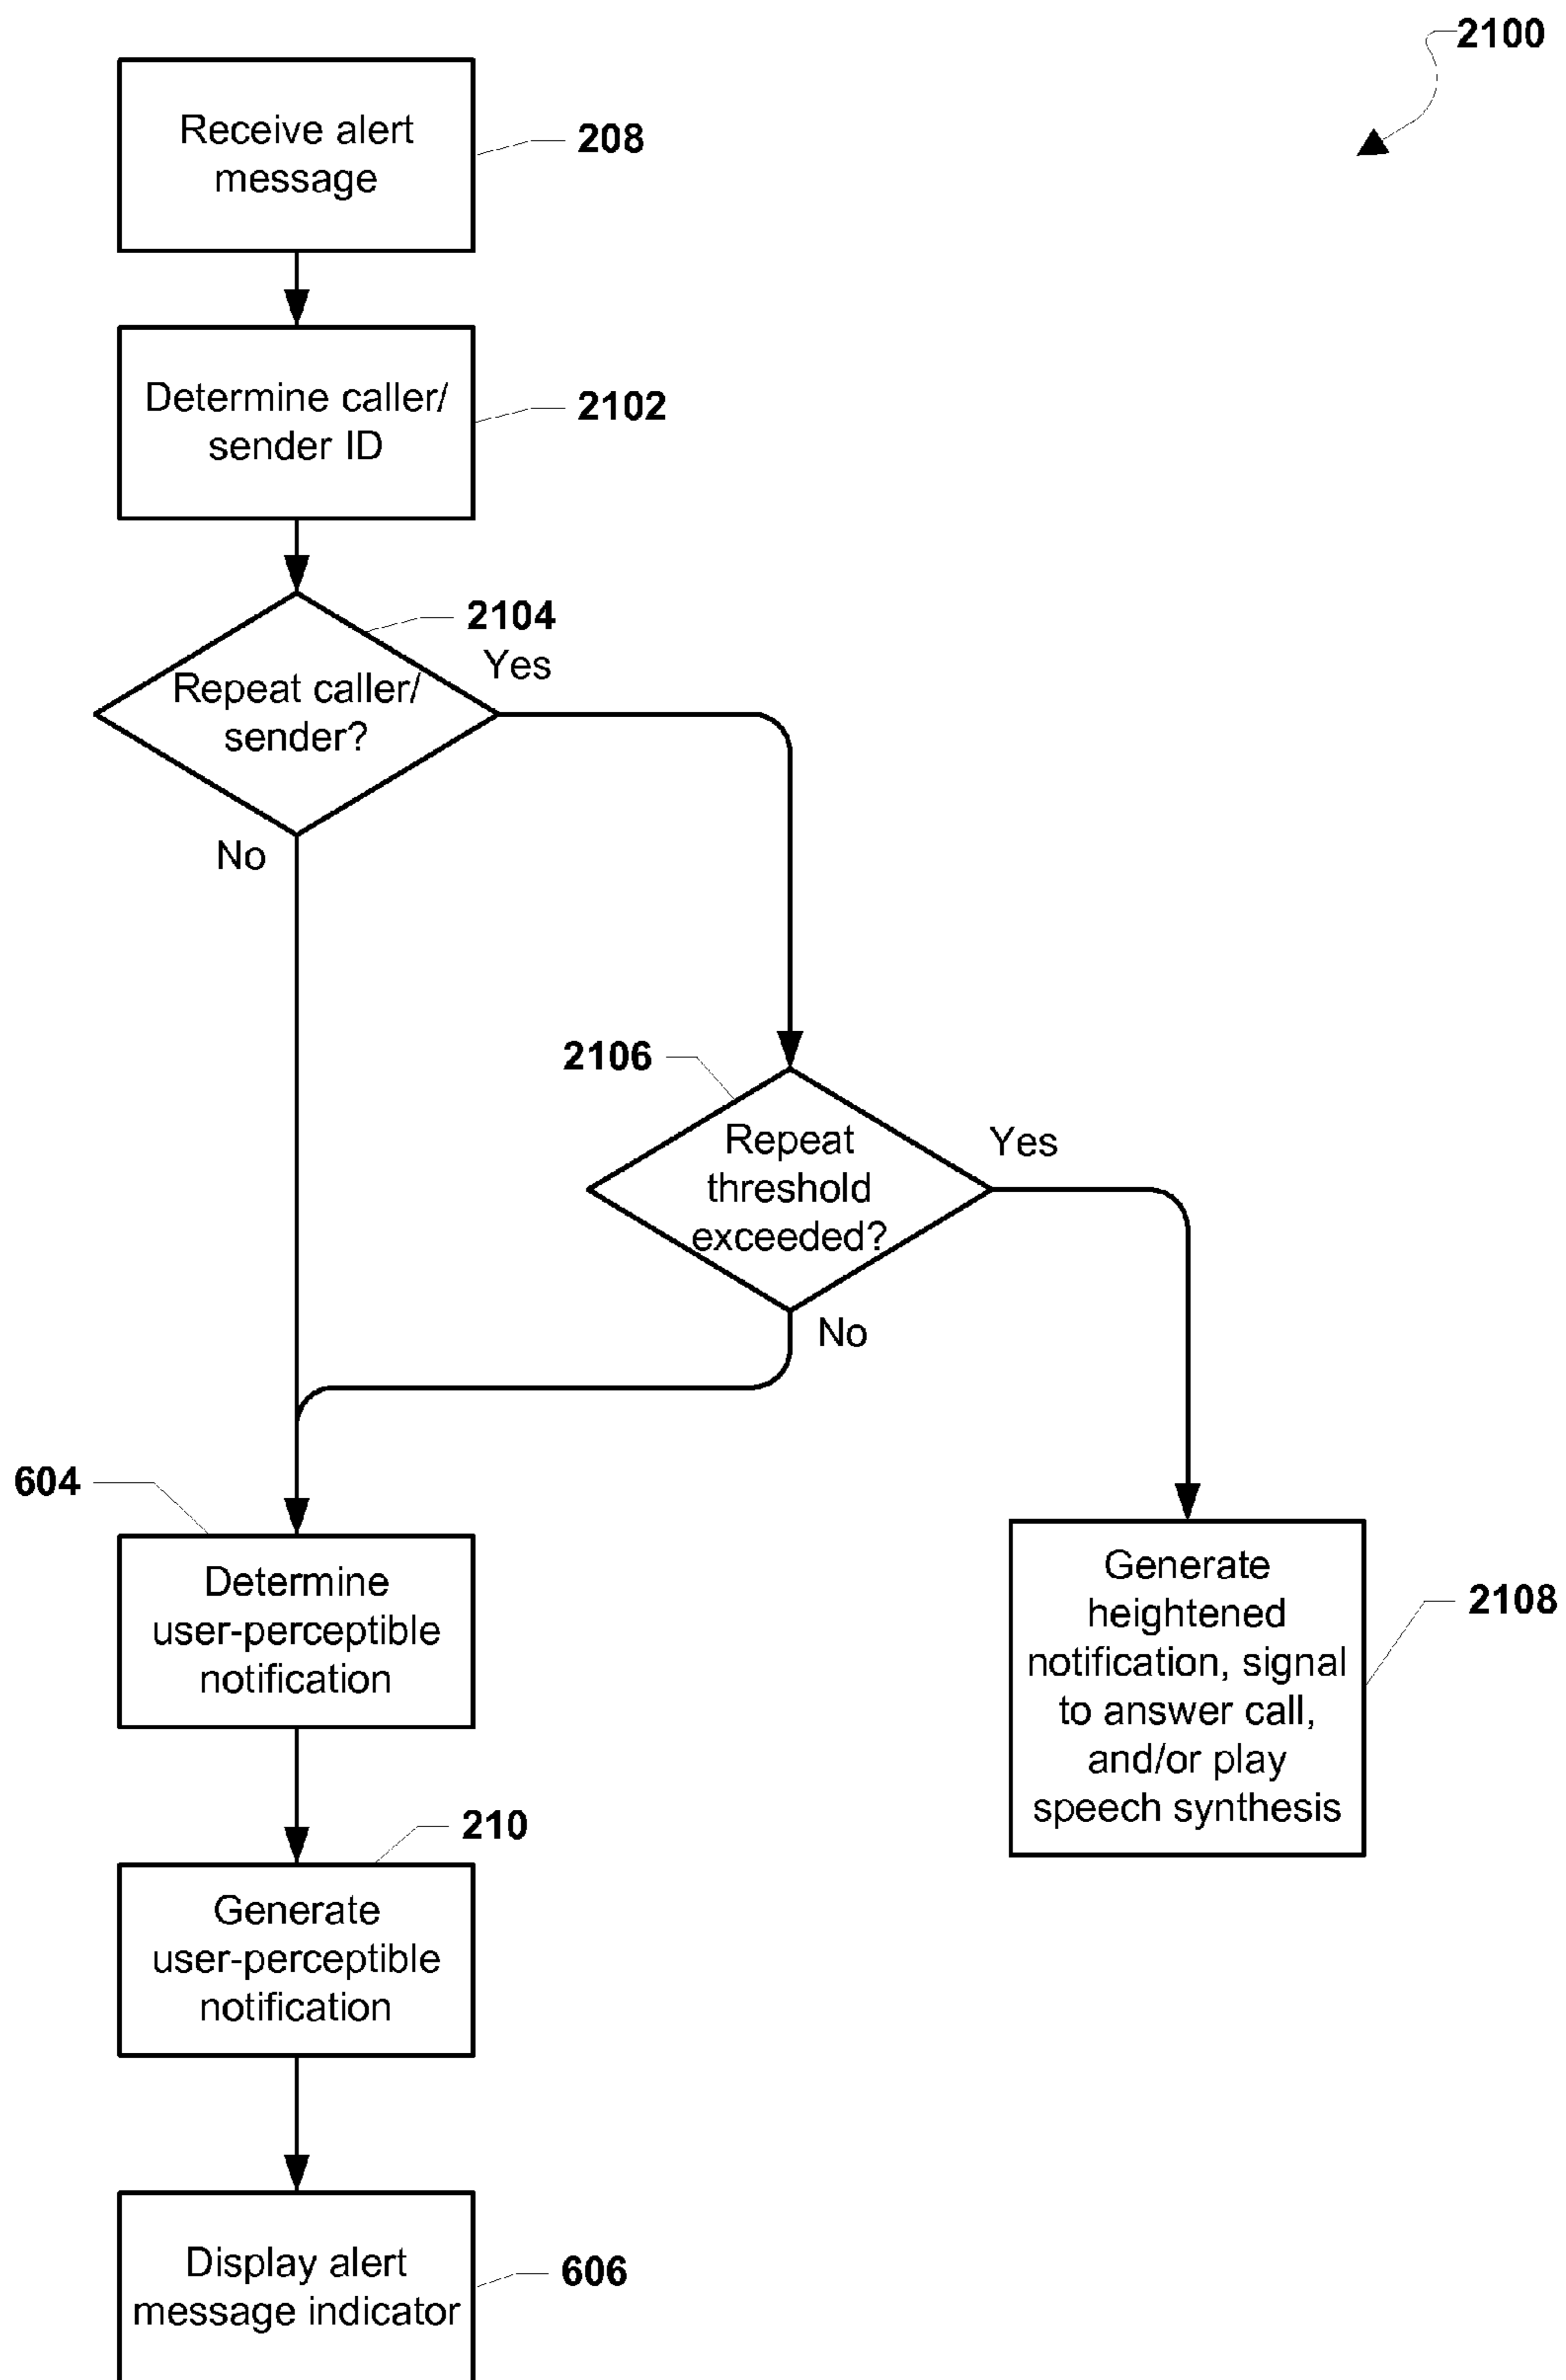 2100
Receive alert
message
208
Determine caller/
sender ID
2102
2104
Yes
Repeat caller/
sender?
No
2106
Repeat
threshold
exceeded?
Yes
No
604
Determine
user-perceptible
notification
Generate
heightened
notification, signal
to answer call,
and/or play
speech synthesis
2108
210
Generate
user-perceptible
notification
Display alert
message indicator
606